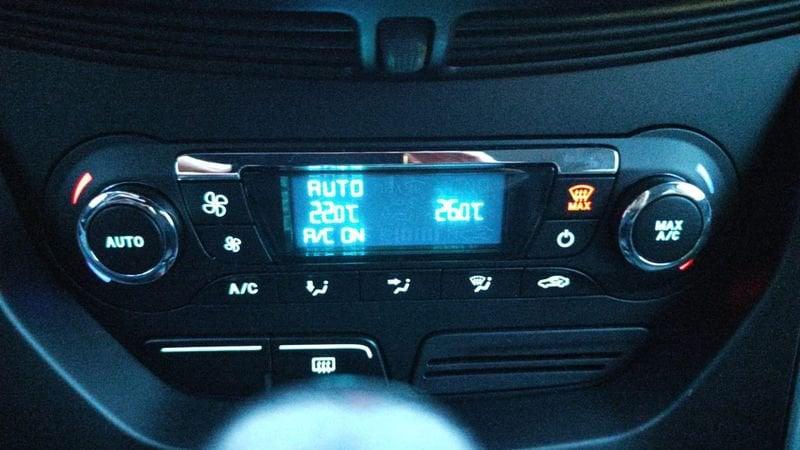 AUTO
22.0℃ 26.0℃
A/C ON
MAX
AUTO
MAX
A/C
A/C